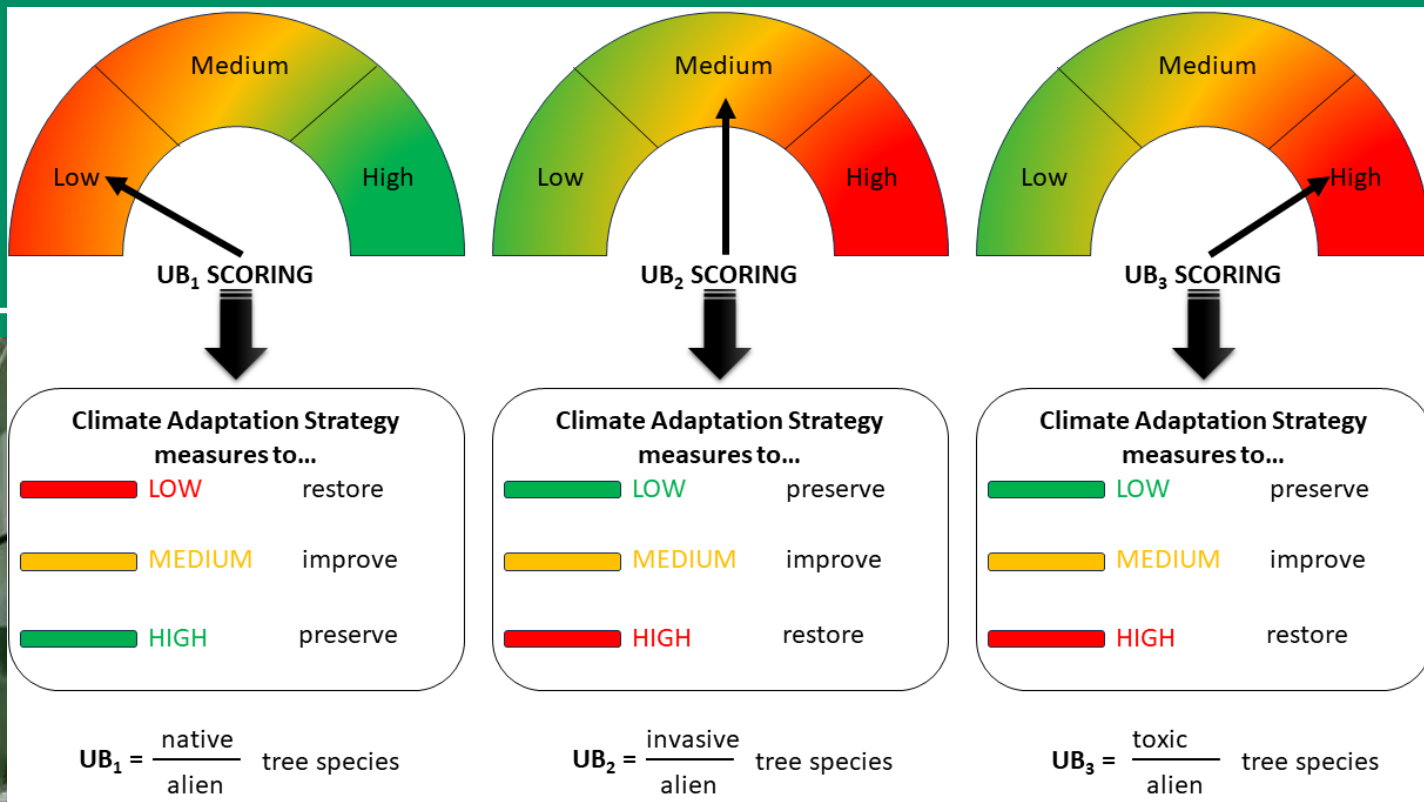 Medium
Low
High
UB₁ SCORING
Climate Adaptation Strategy
measures to...
LOW restore
MEDIUM improve
HIGH preserve
UB₁ = native
alien tree species
Medium
Low
High
UB₂ SCORING
Climate Adaptation Strategy
measures to...
LOW preserve
MEDIUM improve
HIGH restore
UB₂ = invasive
alien tree species
Medium
Low
High
UB₃ SCORING
Climate Adaptation Strategy
measures to...
LOW preserve
MEDIUM improve
HIGH restore
UB₃ = toxic
alien tree species